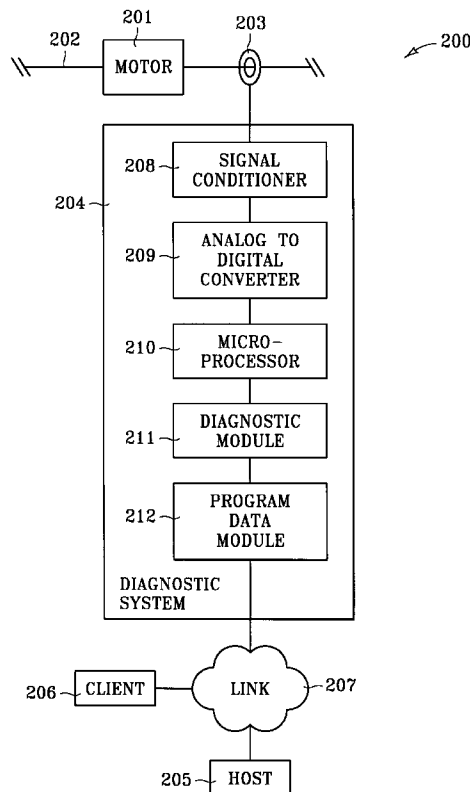 201
203
202
MOTOR
200
208
SIGNAL
CONDITIONER
204
209
ANALOG TO
DIGITAL
CONVERTER
210
MICRO-
PROCESSOR
211
DIAGNOSTIC
MODULE
212
PROGRAM
DATA
MODULE
DIAGNOSTIC
SYSTEM
206
CLIENT
LINK
207
205
HOST